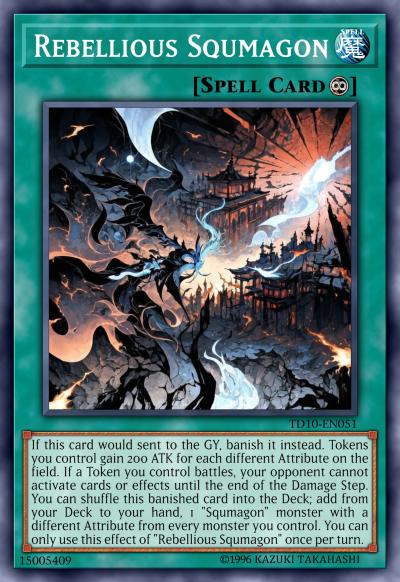 REBELLIOUS SQUMAGON
SPELL
魔
[SPELL CARD]
TD10-EN051
If this card would sent to the GY, banish it instead. Tokens
you control gain 200 ATK for each different Attribute on the
field. If a Token you control battles, your opponent cannot
activate cards or effects until the end of the Damage Step.
You can shuffle this banished card into the Deck; add from
your Deck to your hand, 1 "Squmagon" monster with a
different Attribute from every monster you control. You can
only use this effect of "Rebellious Squmagon" once per turn.
15005409 ©1996 KAZUKI TAKAHASHI